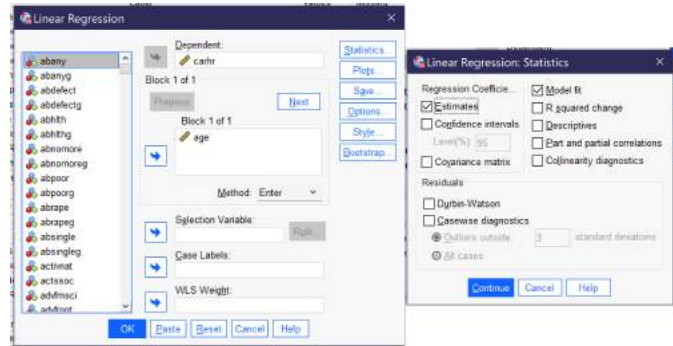 Linear Regression
abany
abanyg
abdefect
abdefectg
abhlth
abhlthg
abnomore
abnomoreg
abpoor
abpoorg
abrape
abrapeg
absingle
absingleg
activnat
actssoc
advfmsci
advfront
Dependent:
carhr
Block 1 of 1
Previous
Next
Block 1 of 1
age
Method: Enter
Selection Variable:
Rule...
Case Labels:
WLS Weight:
Statistics...
Plots...
Save...
Options...
Style...
Bootstrap...
OK Paste Reset Cancel Help
Linear Regression: Statistics
Regression Coefficie...
Estimates
Confidence intervals
Level(%): 95
Covariance matrix
Model fit
R squared change
Descriptives
Part and partial correlations
Collinearity diagnostics
Residuals
Durbin-Watson
Casewise diagnostics
Outliers outside: 3 standard deviations
All cases
Continue Cancel Help